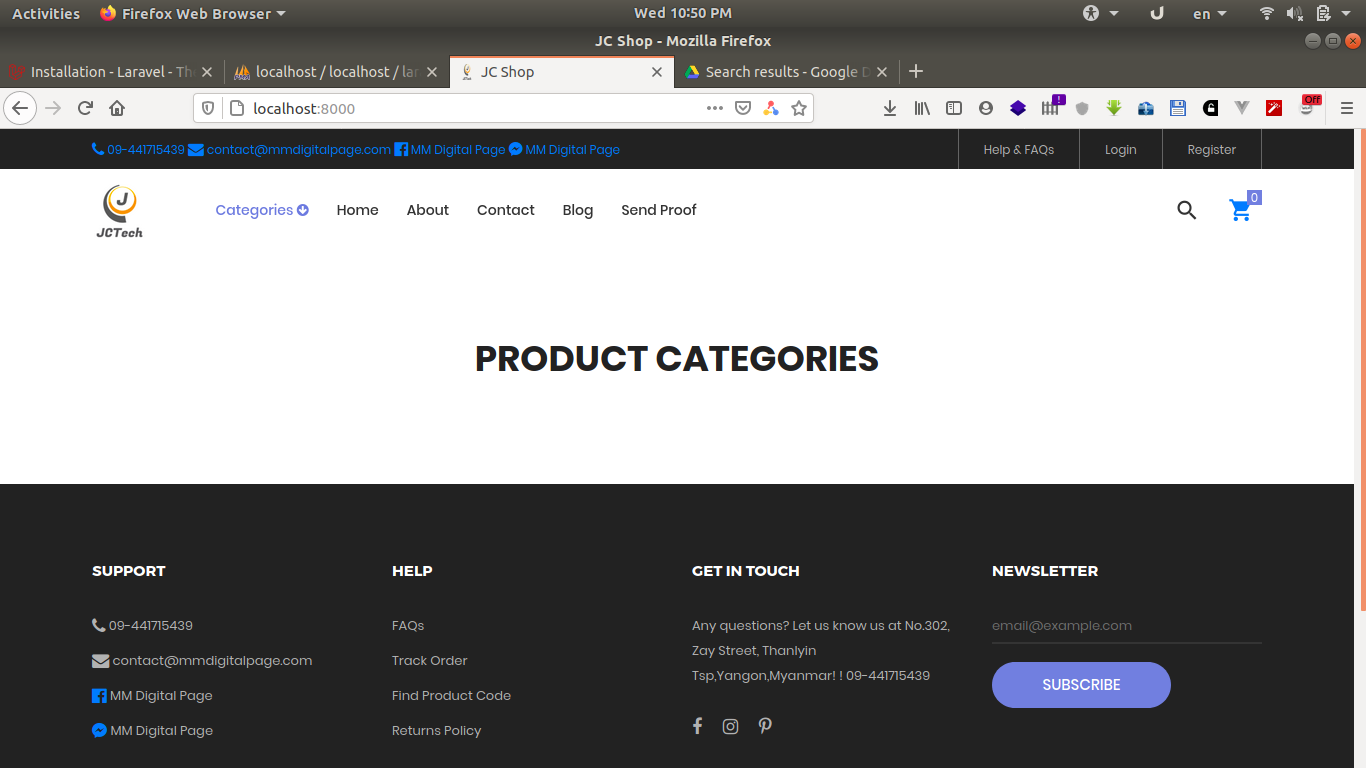 Activities Firefox Web Browser Wed 10:50 PM en
JC Shop - Mozilla Firefox
Installation - Laravel - Th localhost / localhost / lar JC Shop Search results - Google D
localhost:8000 ! Off
09-441715439 contact@mmdigitalpage.com MM Digital Page MM Digital Page Help & FAQs Login Register
J JCTech Categories Home About Contact Blog Send Proof 0
PRODUCT CATEGORIES
SUPPORT HELP GET IN TOUCH NEWSLETTER
09-441715439 FAQs Any questions? Let us know us at No.302, email@example.com
Zay Street, Thanlyin
contact@mmdigitalpage.com Track Order
Tsp,Yangon,Myanmar! ! 09-441715439
SUBSCRIBE
MM Digital Page Find Product Code
MM Digital Page Returns Policy